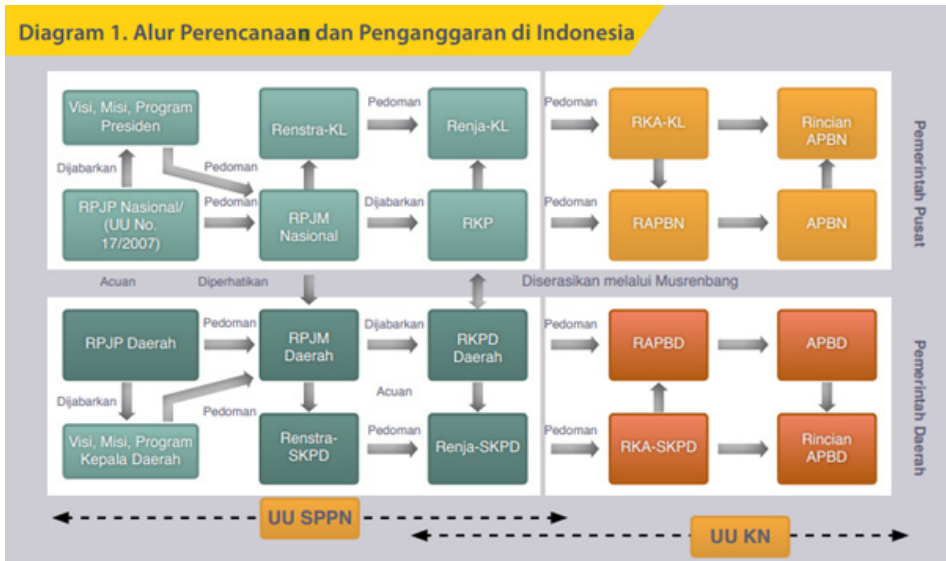 Diagram 1. Alur Perencanaan dan Penganggaran di Indonesia
Visi, Misi, Program
Presiden
Renstra-KL
Pedoman
Renja-KL
Pedoman
RKA-KL
Rincian
APBN
Dijabarkan
Pedoman
RPJP Nasional/
(UU No.
17/2007)
Pedoman
RPJM
Nasional
Dijabarkan
RKP
Pedoman
RAPBN
APBN
Pemerintah Pusat
Acuan
Diperhatikan
Diserasikan melalui Musrenbang
RPJP Daerah
Pedoman
RPJM
Daerah
Dijabarkan
RKPD
Daerah
Pedoman
RAPBD
APBD
Dijabarkan
Pedoman
Acuan
Visi, Misi, Program
Kepala Daerah
Renstra-
SKPD
Pedoman
Renja-SKPD
Pedoman
RKA-SKPD
Rincian
APBD
Pemerintah Daerah
UU SPPN
UU KN